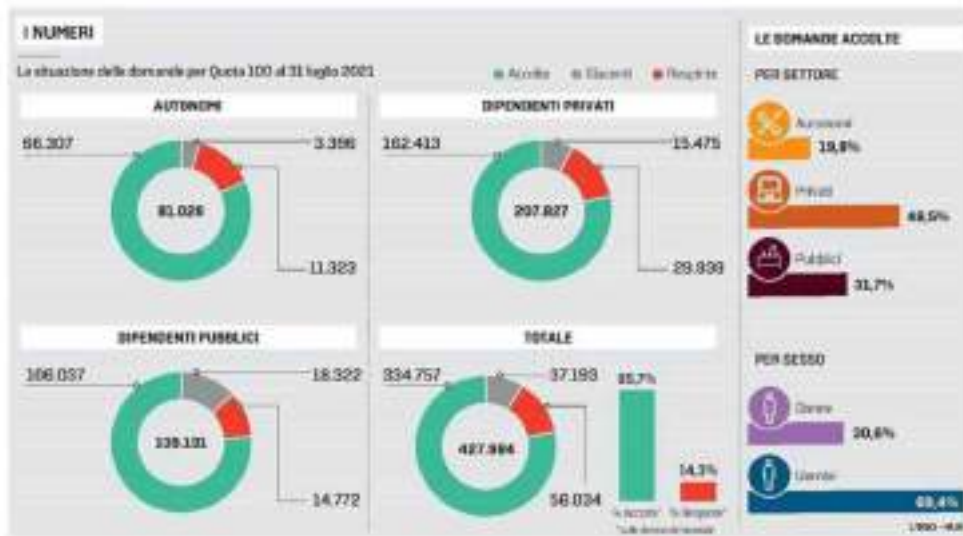 I NUMERI
La situazione delle domande per Quota 100 al 31 luglio 2021
Accolte Giacenti Respinte
AUTONOMI
66.307
3.396
81.026
11.323
DIPENDENTI PRIVATI
162.413
15.475
207.827
29.939
DIPENDENTI PUBBLICI
106.037
18.322
139.131
14.772
TOTALE
334.757
37.193
427.984
56.034
85,7%
14,3%
% accolte*
% respinte*
LE DOMANDE ACCOLTE
PER SETTORE
Autonomi
19,8%
Privati
48,5%
Pubblici
31,7%
PER SESSO
Donne
30,6%
Uomini
69,4%